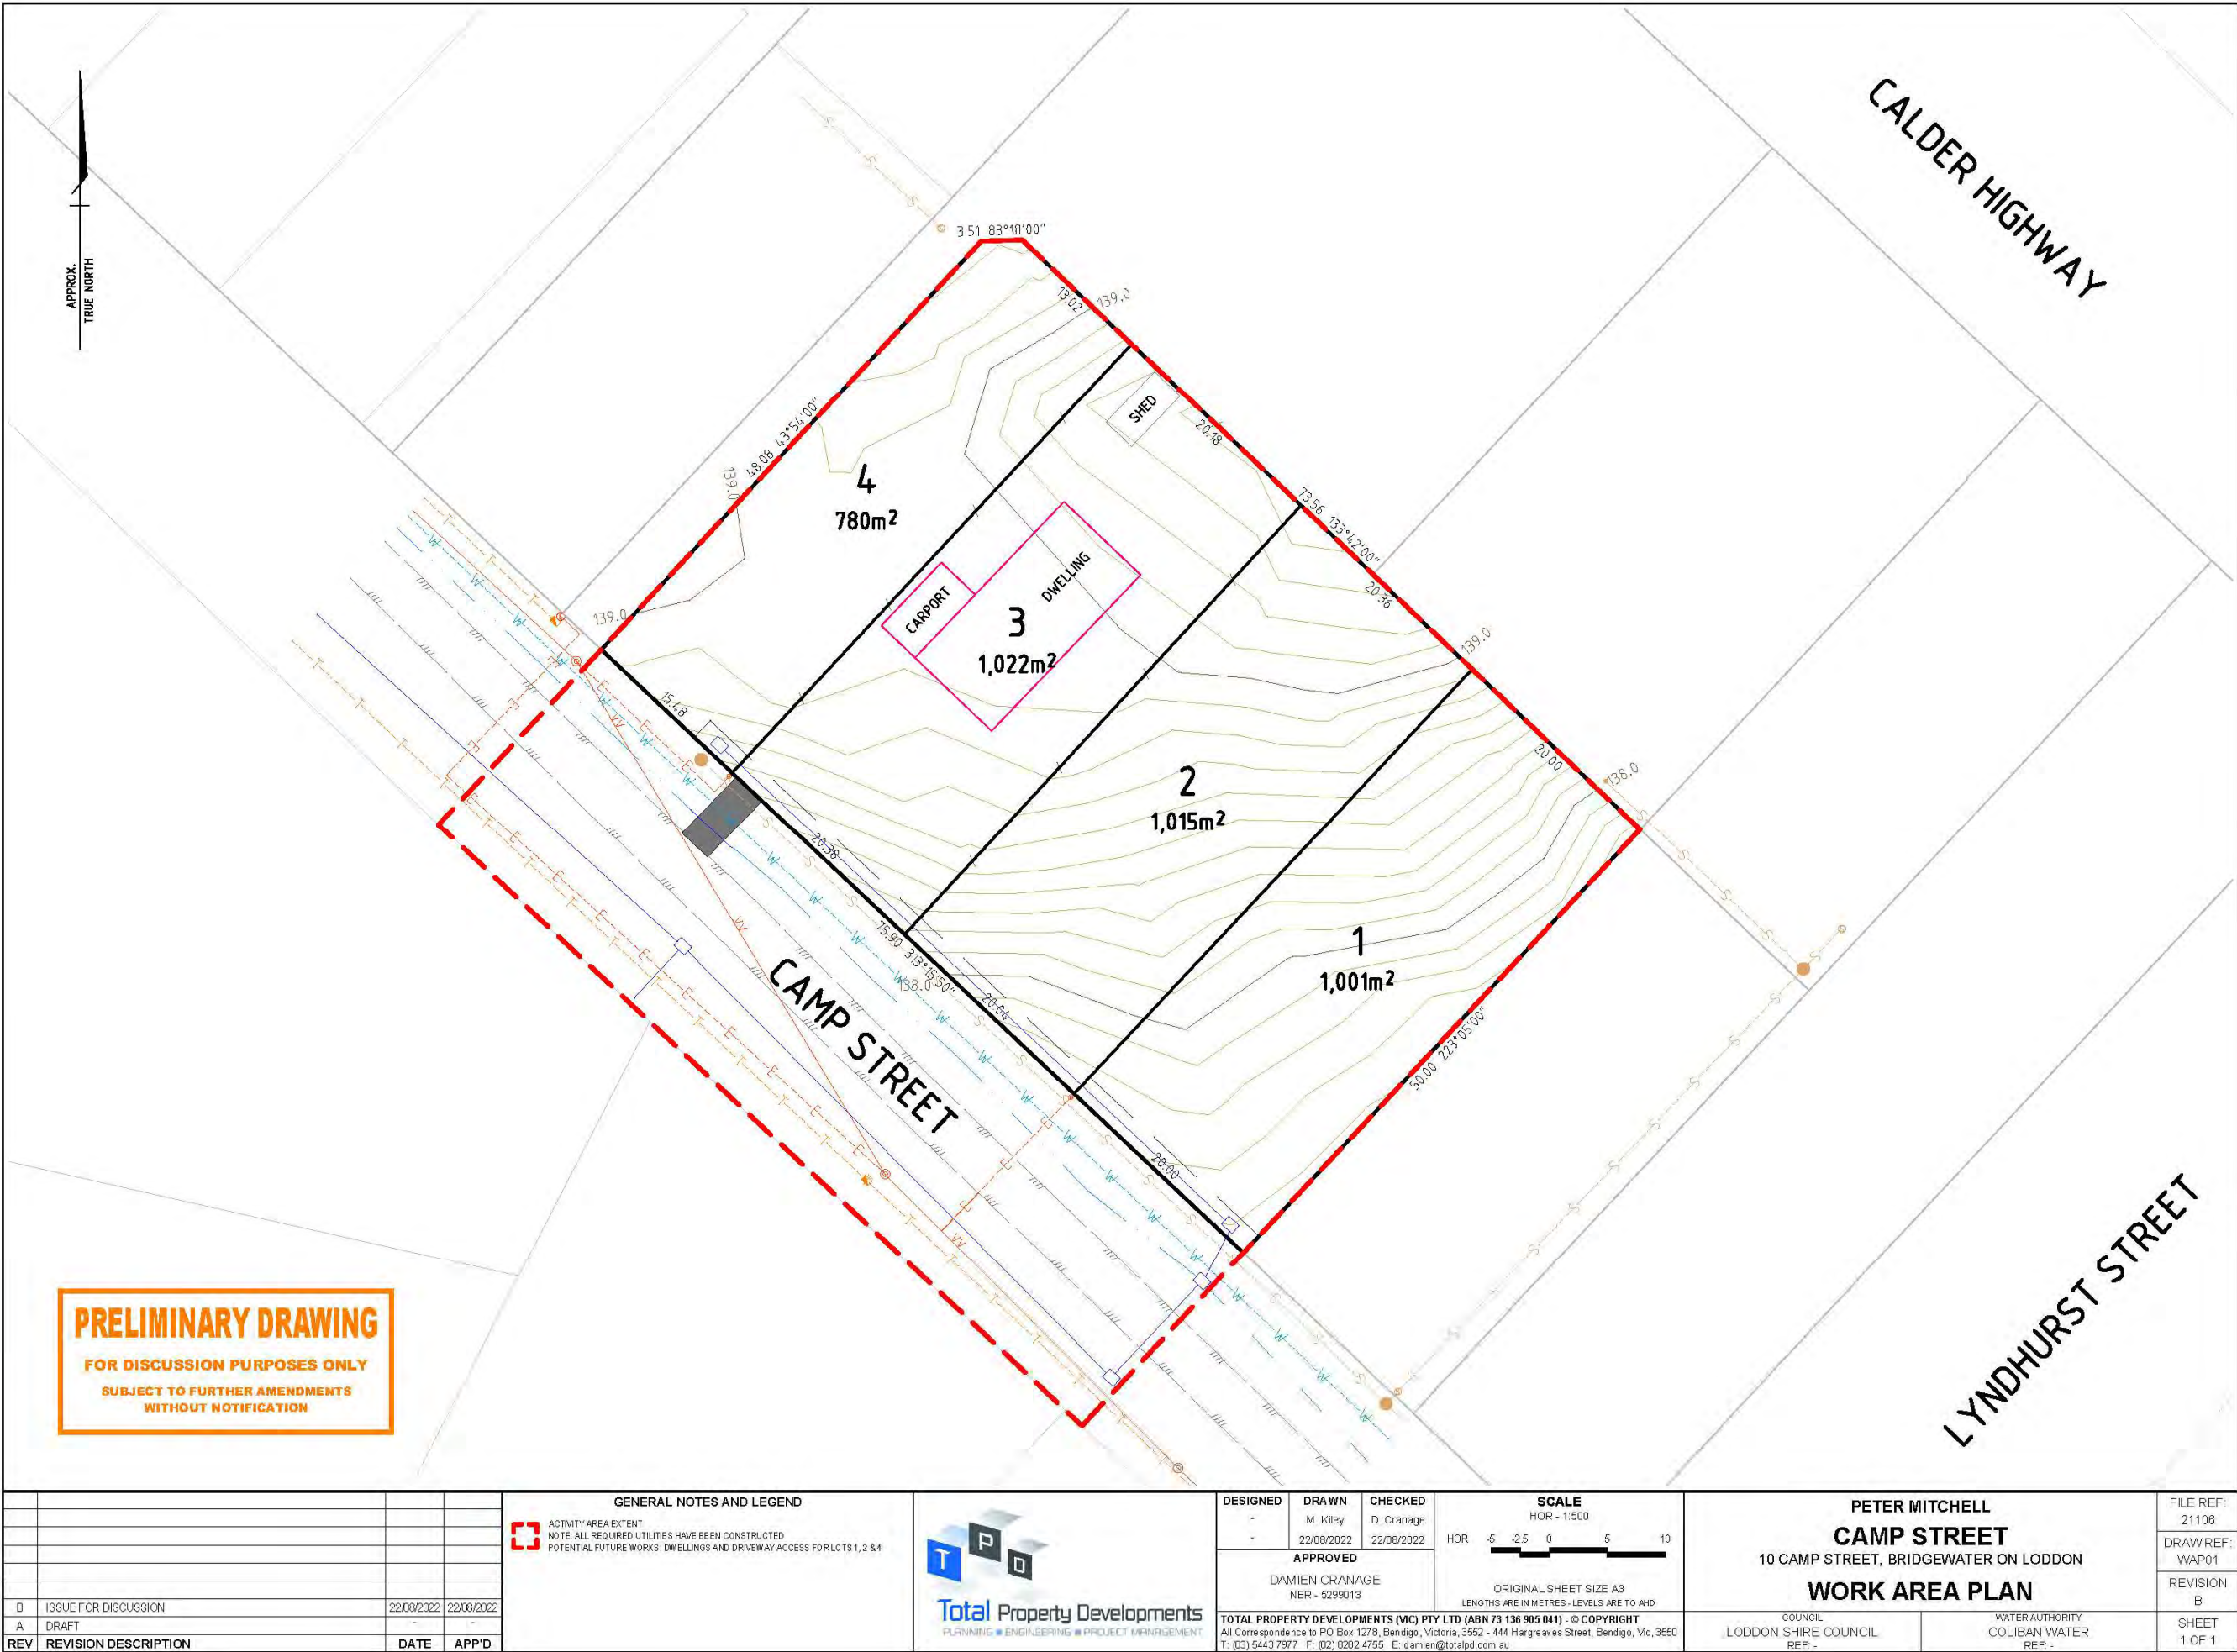 CALDER HIGHWAY
APPROX.
TRUE NORTH
3.51 88°18'00"
13.02
139.0
SHED
20.18
48.08 43°54'00"
139.0
4
780m²
73.56 133°42'00"
DWELLING
CARPORT
20.36
3
1,022m²
139.0
139.0
15.48
20.00
138.0
2
1,015m²
20.38
75.90 313°15'50"
138.0
1
1,001m²
20.04
CAMP STREET
50.00 223°05'00"
20.00
LYNDHURST STREET
PRELIMINARY DRAWING
FOR DISCUSSION PURPOSES ONLY
SUBJECT TO FURTHER AMENDMENTS
WITHOUT NOTIFICATION
B ISSUE FOR DISCUSSION 22/08/2022 22/08/2022
A DRAFT - -
REV REVISION DESCRIPTION DATE APP'D
GENERAL NOTES AND LEGEND
ACTIVITY AREA EXTENT
NOTE: ALL REQUIRED UTILITIES HAVE BEEN CONSTRUCTED
POTENTIAL FUTURE WORKS: DWELLINGS AND DRIVEWAY ACCESS FOR LOTS 1, 2 & 4
T P D
Total Property Developments
PLANNING ENGINEERING PROJECT MANAGEMENT
DESIGNED DRAWN CHECKED
- M. Kiley D. Cranage
- 22/08/2022 22/08/2022
APPROVED
DAMIEN CRANAGE
NER - 5299013
SCALE
HOR - 1:500
HOR -5 -2.5 0 5 10
ORIGINAL SHEET SIZE A3
LENGTHS ARE IN METRES - LEVELS ARE TO AHD
TOTAL PROPERTY DEVELOPMENTS (VIC) PTY LTD (ABN 73 136 905 041) - © COPYRIGHT
All Correspondence to PO Box 1278, Bendigo, Victoria, 3552 - 444 Hargreaves Street, Bendigo, Vic, 3550
T: (03) 5443 7977 F: (02) 8282 4755 E: damien@totalpd.com.au
PETER MITCHELL
CAMP STREET
10 CAMP STREET, BRIDGEWATER ON LODDON
WORK AREA PLAN
COUNCIL
LODDON SHIRE COUNCIL
REF: -
WATER AUTHORITY
COLIBAN WATER
REF: -
FILE REF:
21106
DRAW REF:
WAP01
REVISION
B
SHEET
1 OF 1